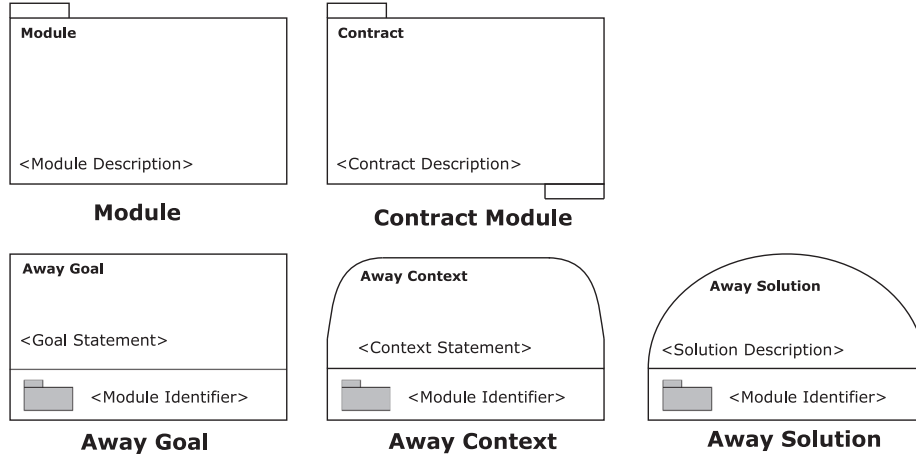 Module
<Module Description>
Module
Contract
<Contract Description>
Contract Module
Away Goal
<Goal Statement>
<Module Identifier>
Away Goal
Away Context
<Context Statement>
<Module Identifier>
Away Context
Away Solution
<Solution Description>
<Module Identifier>
Away Solution